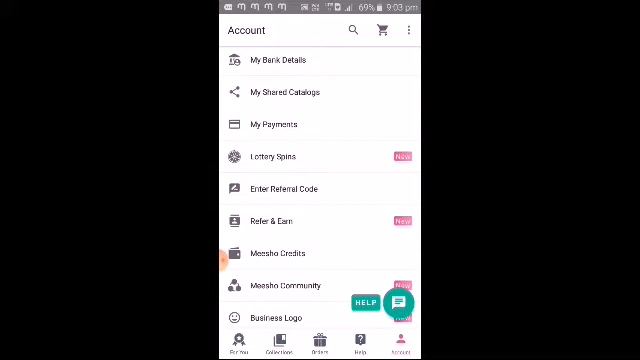 69% 9:03 pm
Account
My Bank Details
My Shared Catalogs
My Payments
Lottery Spins New
Enter Referral Code
Refer & Earn New
Meesho Credits
Meesho Community New
HELP
Business Logo New
For You Collections Orders Help Account